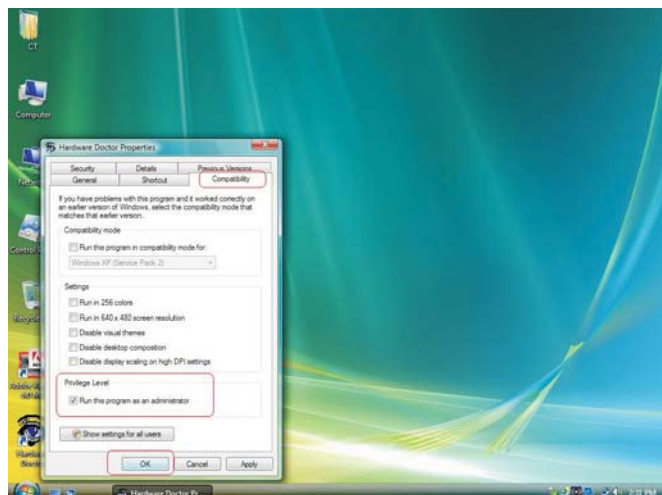 CT
Computer
Hardware Doctor Properties
Security Details Previous Versions
General Shortcut Compatibility
If you have problems with this program and it worked correctly on
an earlier version of Windows, select the compatibility mode that
matches that earlier version.
Compatibility mode
Run this program in compatibility mode for:
Windows XP (Service Pack 2)
Settings
Run in 256 colors
Run in 640 x 480 screen resolution
Disable visual themes
Disable desktop composition
Disable display scaling on high DPI settings
Privilege Level
Run this program as an administrator
Show settings for all users
OK Cancel Apply
Hardware Doctor Pr...